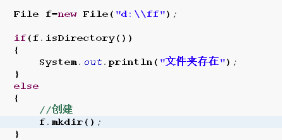 File f=new File("d:\\ff");
if(f.isDirectory())
{
System.out.println("文件夹存在");
}
else
{
//创建
f.mkdir();
}